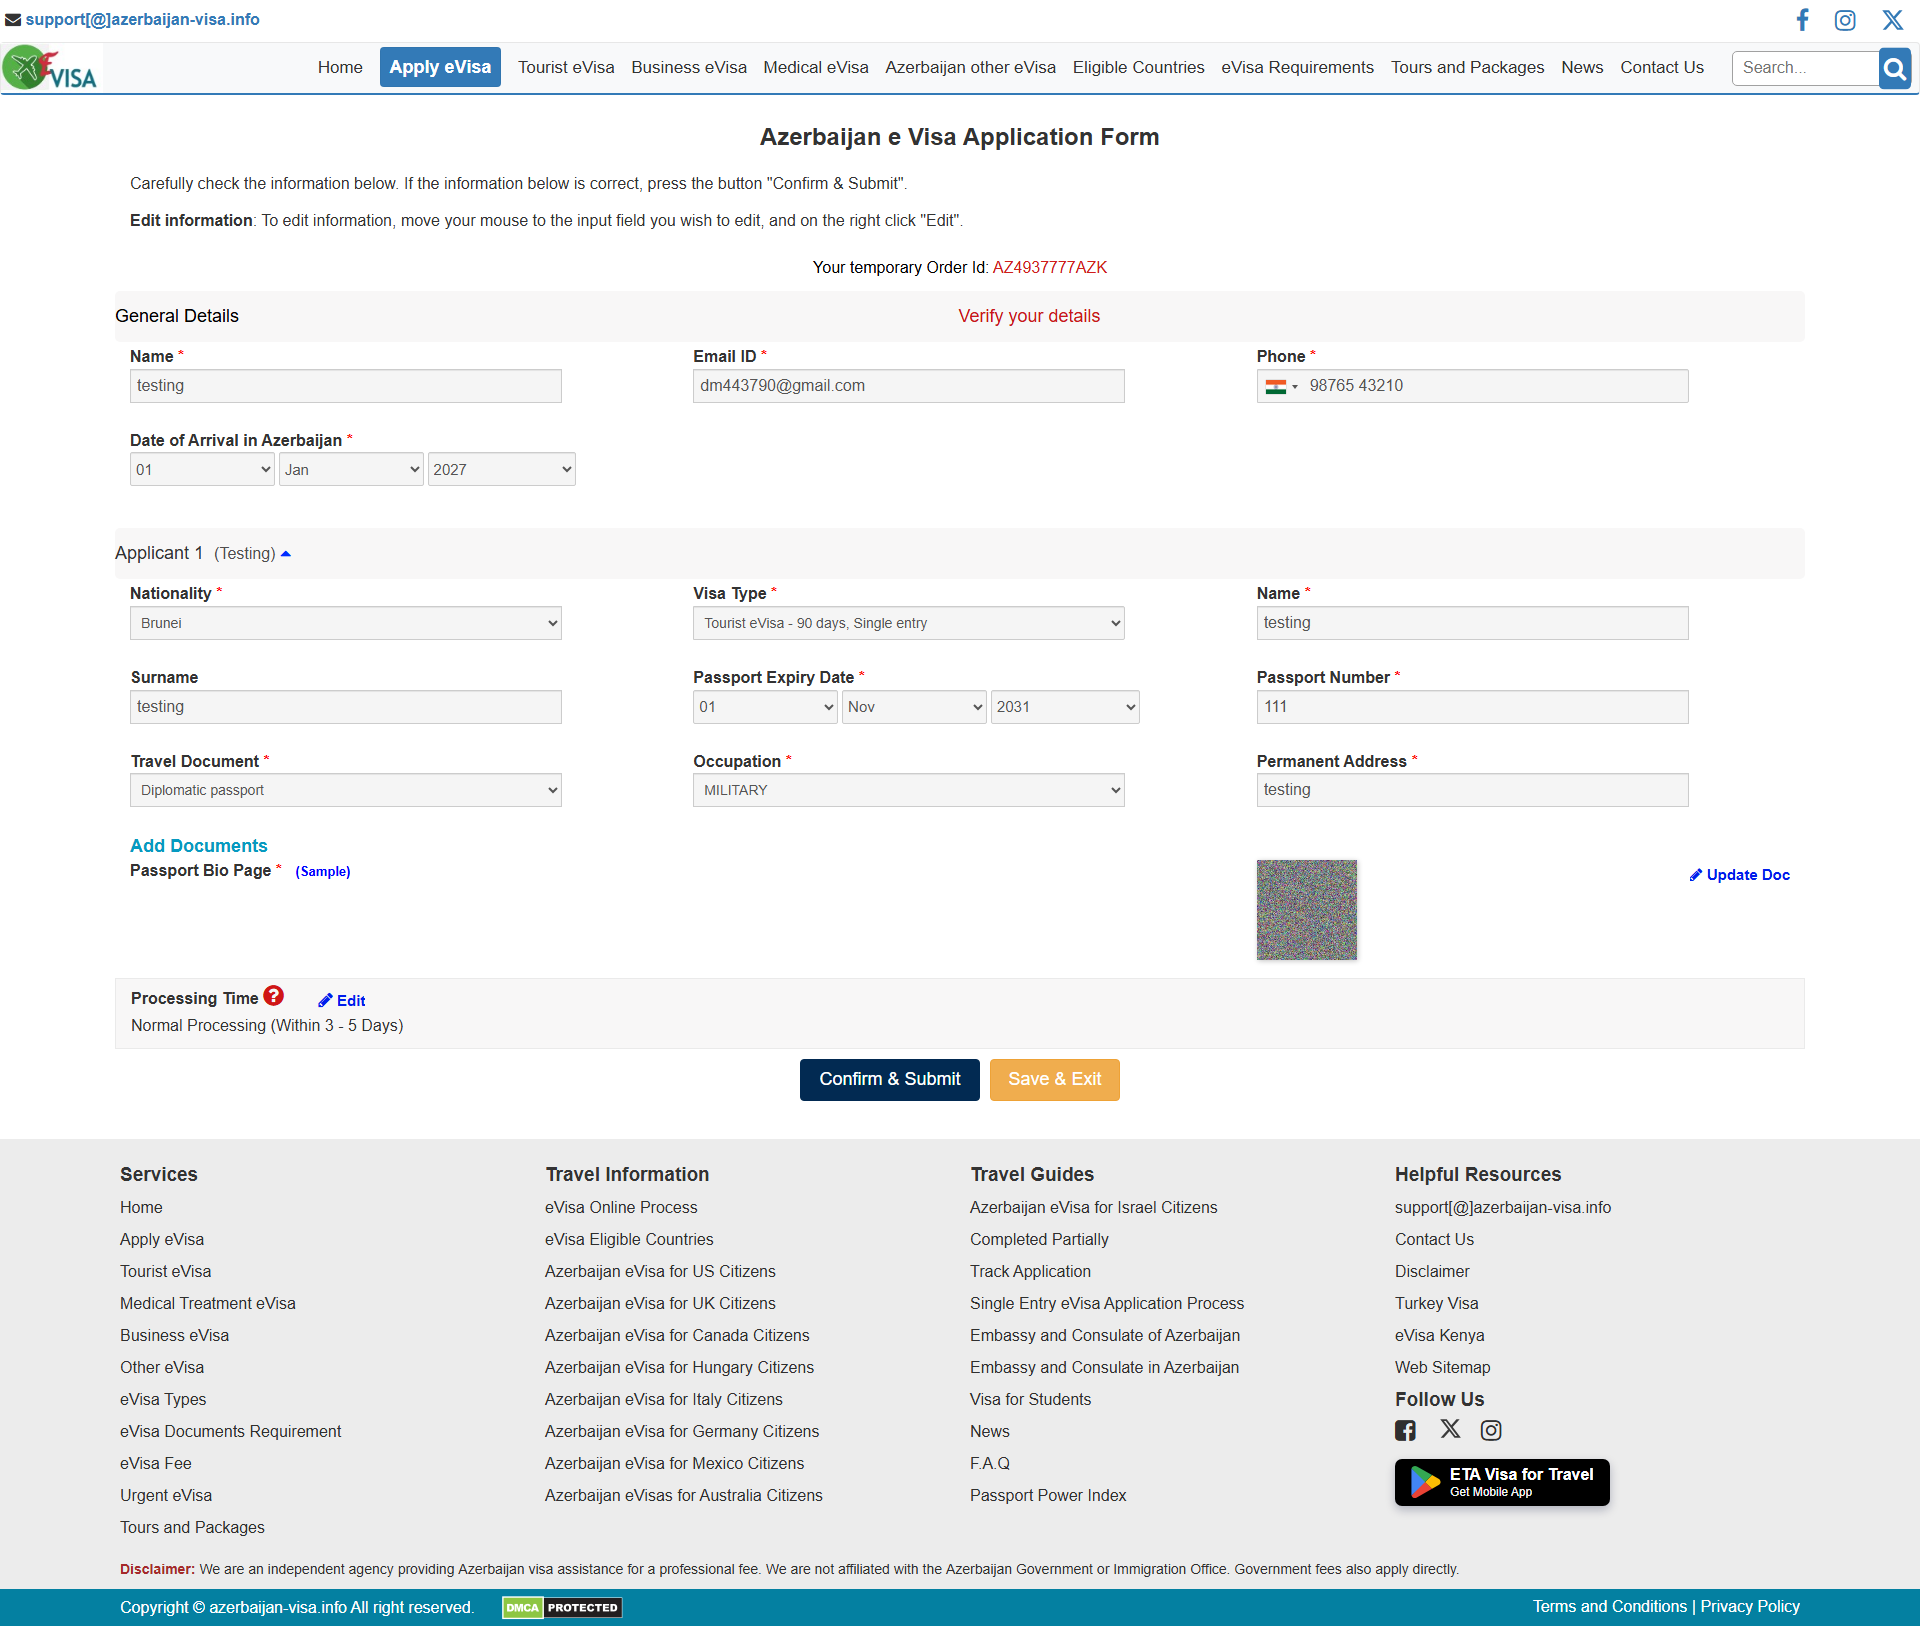 support[@]azerbaijan-visa.info
eVISA
Home Apply eVisa Tourist eVisa Business eVisa Medical eVisa Azerbaijan other eVisa Eligible Countries eVisa Requirements Tours and Packages News Contact Us Search...
Azerbaijan e Visa Application Form
Carefully check the information below. If the information below is correct, press the button "Confirm & Submit".
Edit information: To edit information, move your mouse to the input field you wish to edit, and on the right click "Edit".
Your temporary Order Id: AZ4937777AZK
General Details Verify your details
Name * Email ID * Phone *
testing dm443790@gmail.com 98765 43210
Date of Arrival in Azerbaijan *
01 Jan 2027
Applicant 1 (Testing)
Nationality * Visa Type * Name *
Brunei Tourist eVisa - 90 days, Single entry testing
Surname Passport Expiry Date * Passport Number *
testing 01 Nov 2031 111
Travel Document * Occupation * Permanent Address *
Diplomatic passport MILITARY testing
Add Documents
Passport Bio Page * (Sample) Update Doc
Processing Time ? Edit
Normal Processing (Within 3 - 5 Days)
Confirm & Submit Save & Exit
Services
Home
Apply eVisa
Tourist eVisa
Medical Treatment eVisa
Business eVisa
Other eVisa
eVisa Types
eVisa Documents Requirement
eVisa Fee
Urgent eVisa
Tours and Packages
Travel Information
eVisa Online Process
eVisa Eligible Countries
Azerbaijan eVisa for US Citizens
Azerbaijan eVisa for UK Citizens
Azerbaijan eVisa for Canada Citizens
Azerbaijan eVisa for Hungary Citizens
Azerbaijan eVisa for Italy Citizens
Azerbaijan eVisa for Germany Citizens
Azerbaijan eVisa for Mexico Citizens
Azerbaijan eVisas for Australia Citizens
Travel Guides
Azerbaijan eVisa for Israel Citizens
Completed Partially
Track Application
Single Entry eVisa Application Process
Embassy and Consulate of Azerbaijan
Embassy and Consulate in Azerbaijan
Visa for Students
News
F.A.Q
Passport Power Index
Helpful Resources
support[@]azerbaijan-visa.info
Contact Us
Disclaimer
Turkey Visa
eVisa Kenya
Web Sitemap
Follow Us
ETA Visa for Travel
Get Mobile App
Disclaimer: We are an independent agency providing Azerbaijan visa assistance for a professional fee. We are not affiliated with the Azerbaijan Government or Immigration Office. Government fees also apply directly.
Copyright © azerbaijan-visa.info All right reserved. DMCA PROTECTED Terms and Conditions | Privacy Policy